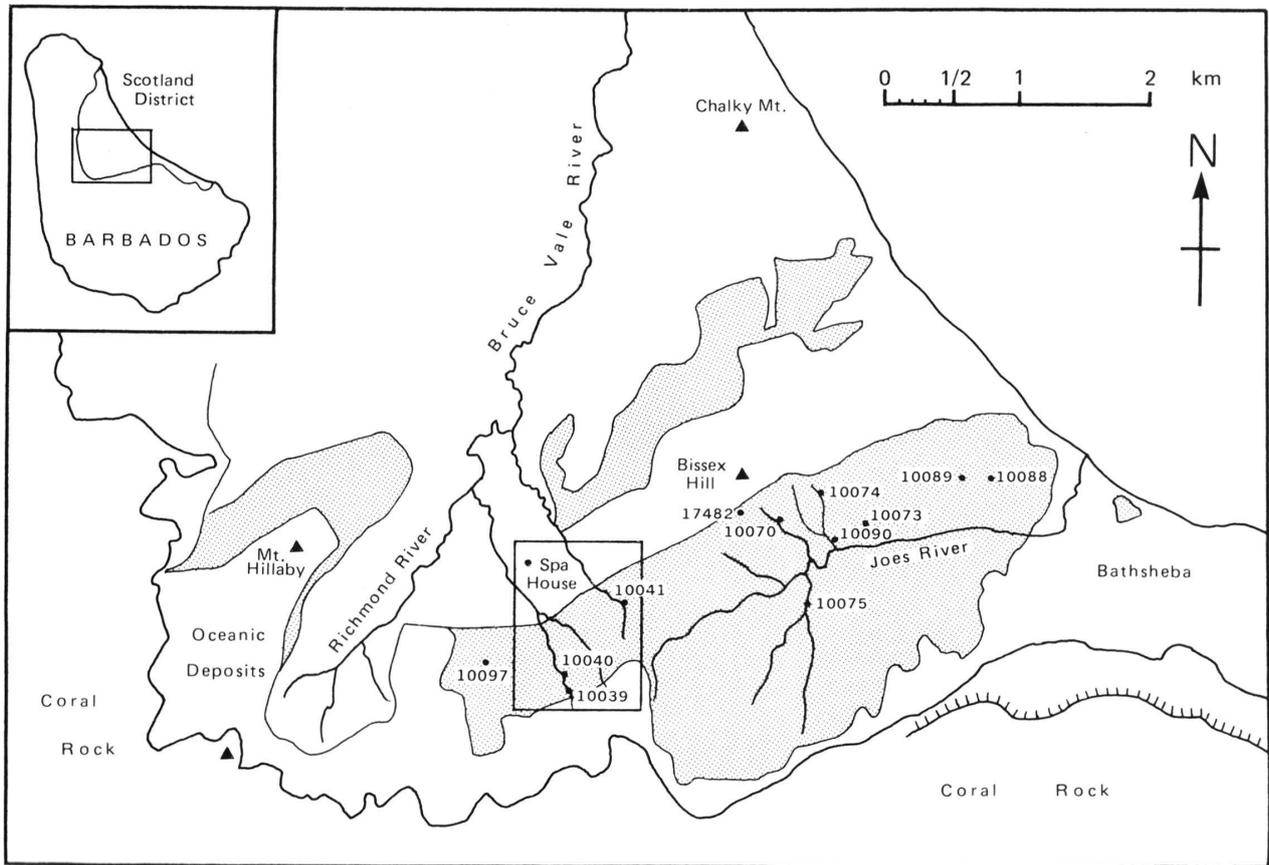 Scotland
District
BARBADOS
0 1/2 1 2 km
Chalky Mt.
N
Bruce Vale River
Bissex
Hill
10089
10088
10074
17482
10070
10073
10090
Joes River
Mt.
Hillaby
Richmond River
Spa
House
10041
Bathsheba
10075
Oceanic
Deposits
10097
10040
10039
Coral
Rock
Coral Rock